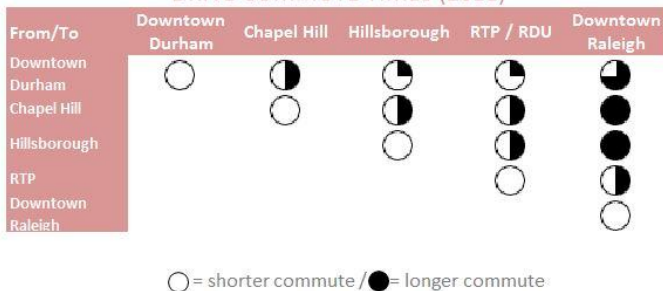 From/To Downtown Durham Chapel Hill Hillsborough RTP / RDU Downtown Raleigh
Downtown
Durham
Chapel Hill
Hillsborough
RTP
Downtown
Raleigh
= shorter commute / = longer commute